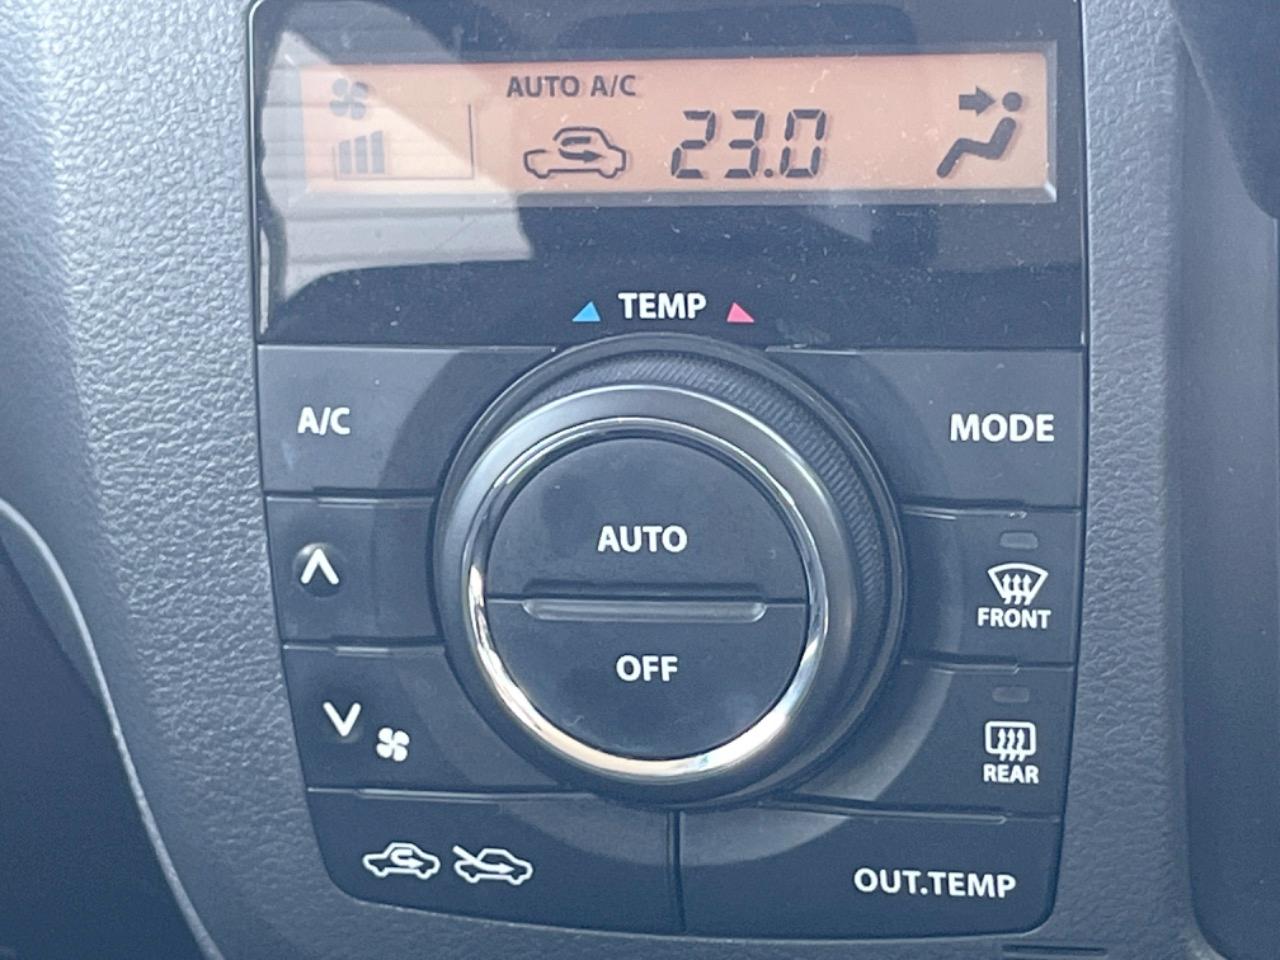 AUTO A/C
23.0
TEMP
A/C
MODE
AUTO
FRONT
OFF
REAR
OUT.TEMP